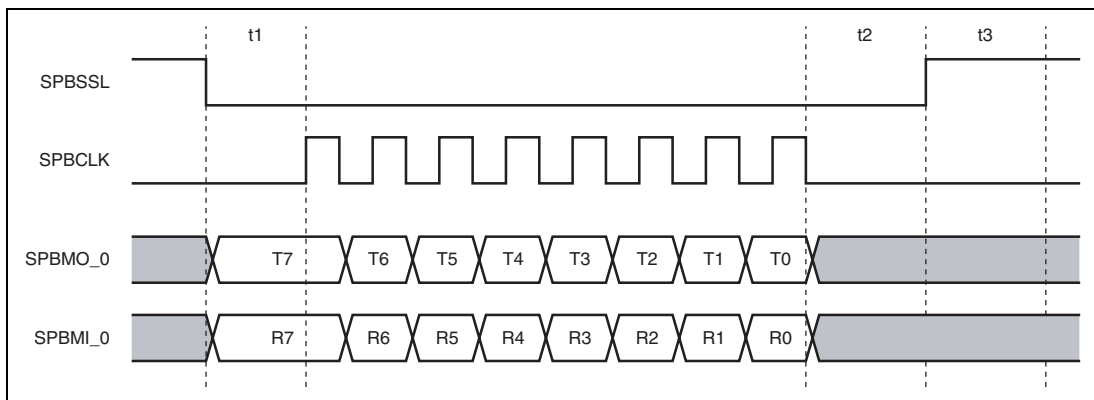 t1 t2 t3
SPBSSL
SPBCLK
SPBMO_0 T7 T6 T5 T4 T3 T2 T1 T0
SPBMI_0 R7 R6 R5 R4 R3 R2 R1 R0